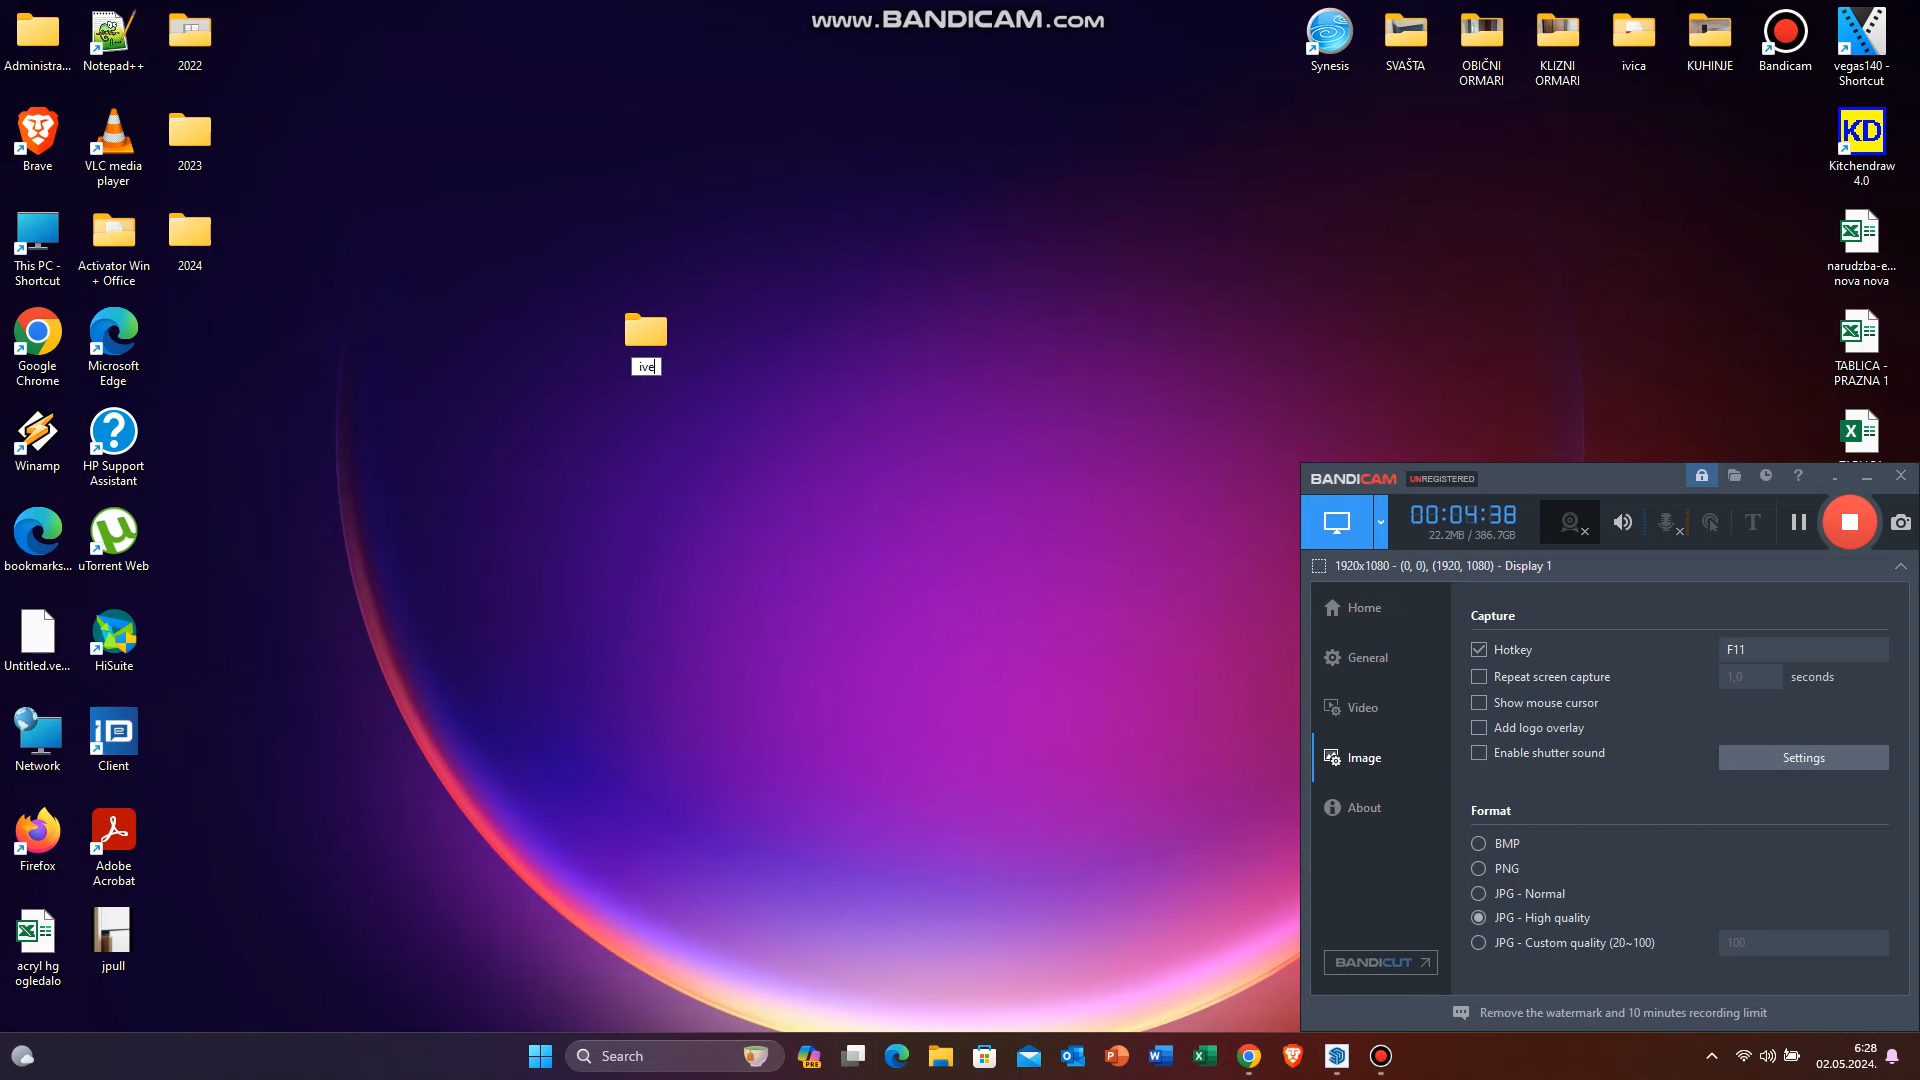 www.BANDICAM.com
Administra...
Notepad++
2022
Brave
VLC media
player
2023
This PC -
Shortcut
Activator Win
+ Office
2024
Google
Chrome
Microsoft
Edge
Winamp
HP Support
Assistant
bookmarks...
uTorrent Web
Untitled.ve...
HiSuite
Network
Client
Firefox
Adobe
Acrobat
acryl hg
ogledalo
jpull
ive
Synesis
SVAŠTA
OBIČNI
ORMARI
KLIZNI
ORMARI
ivica
KUHINJE
Bandicam
vegas140 -
Shortcut
KD
Kitchendraw
4.0
narudzba-e...
nova nova
TABLICA -
PRAZNA 1
BANDICAM
UNREGISTERED
00:04:38
22.2MB / 386.7GB
1920x1080 - (0, 0), (1920, 1080) - Display 1
Home
General
Video
Image
About
BANDICUT
Capture
Hotkey
F11
Repeat screen capture
1,0
seconds
Show mouse cursor
Add logo overlay
Enable shutter sound
Settings
Format
BMP
PNG
JPG - Normal
JPG - High quality
JPG - Custom quality (20~100)
100
Remove the watermark and 10 minutes recording limit
Search
PRE
6:28
02.05.2024.